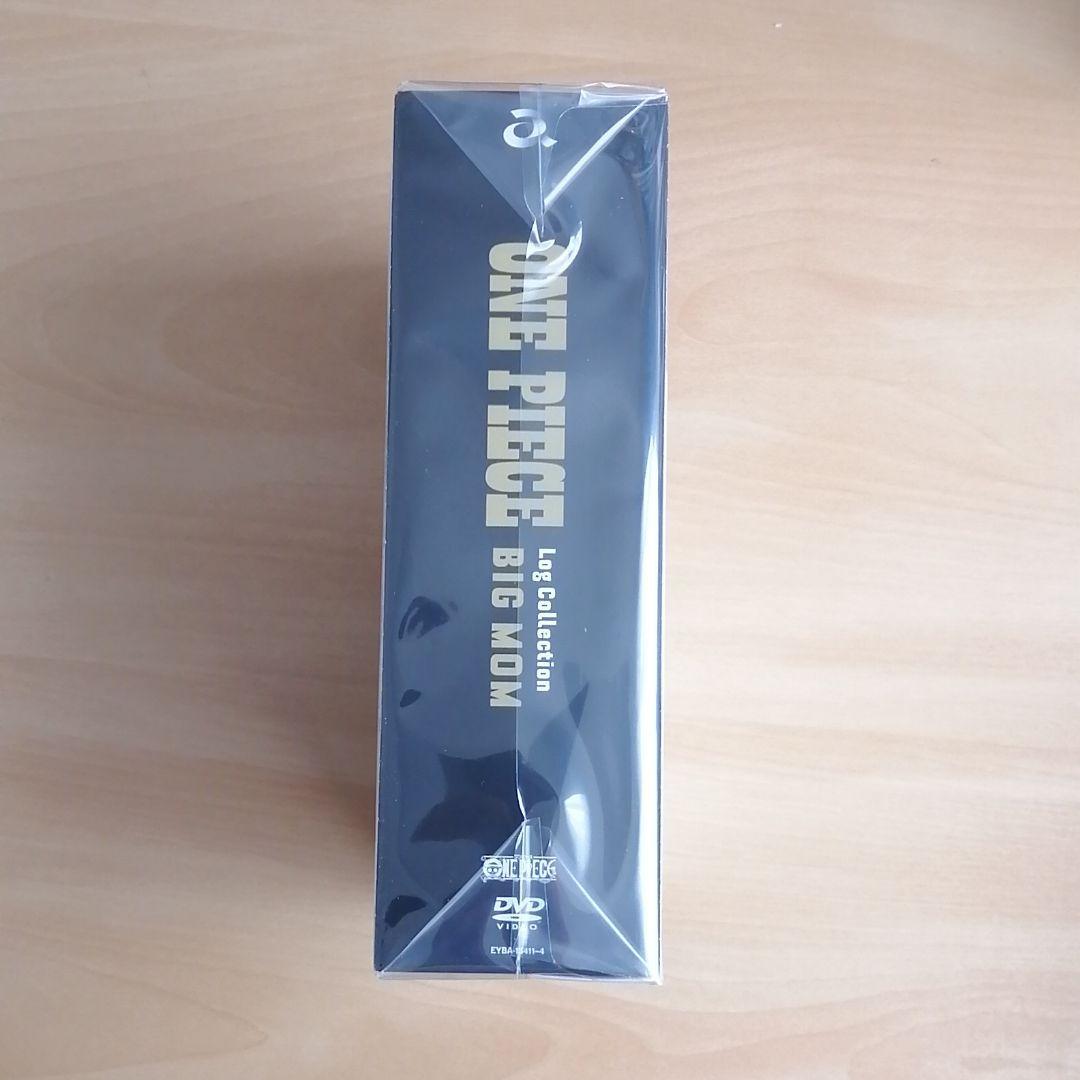 ONE PIECE
Log Collection
BIG MOM
ONE PIECE
DVD
VIDEO